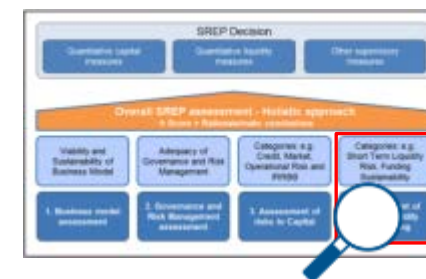 SREP Decision
Quantitative capital
measures
Quantitative liquidity
measures
Other supervisory
measures
Overall SREP assessment - Holistic approach
Viability and
Sustainability of
Business Model
Adequacy of
Governance and Risk
Management
Categories: e.g.
Credit, Market,
Operational Risk and
IRRBB
Categories: e.g.
Short Term Liquidity
Risk, Funding
Sustainability
1. Business model
assessment
2. Governance and
Risk Management
assessment
3. Assessment of
risks to Capital